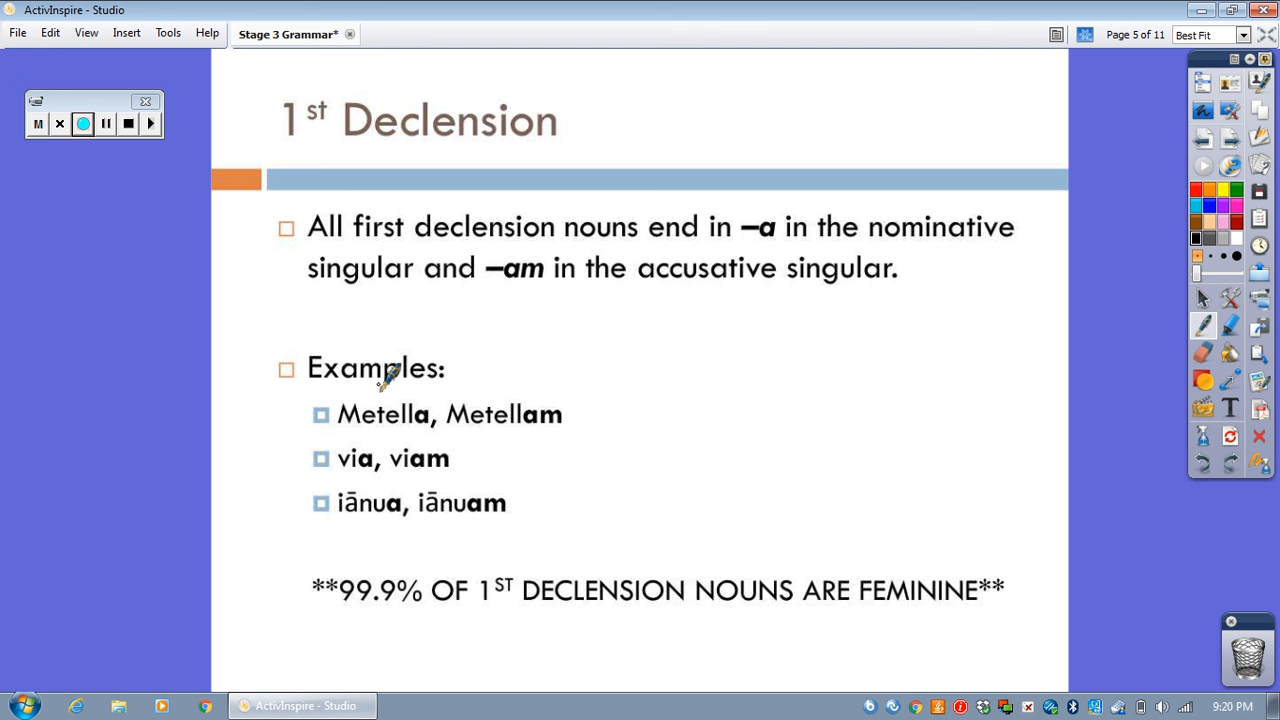 ActivInspire - Studio
File Edit View Insert Tools Help
Stage 3 Grammar*
Page 5 of 11
Best Fit
M
1st Declension
All first declension nouns end in –a in the nominative
singular and –am in the accusative singular.
Examples:
Metella, Metellam
via, viam
iānua, iānuam
**99.9% OF 1ST DECLENSION NOUNS ARE FEMININE**
ActivInspire - Studio
9:20 PM